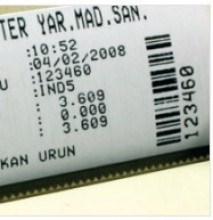 TER YAR.MAD.SAN.
:10:52
:04/02/2008
U :123460
:IND5
: 3.609
: 0.000
: 3.609
KAN URUN
123460